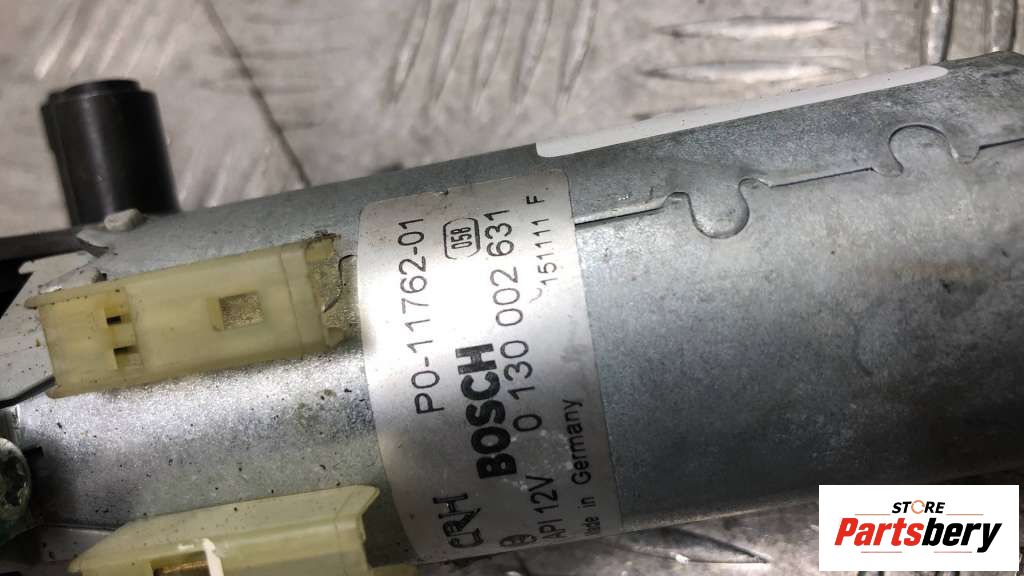 P0-11762-01
058
CRH BOSCH
API 12V 0 130 002 631
Made in Germany 151111 F
STORE
Partsbery